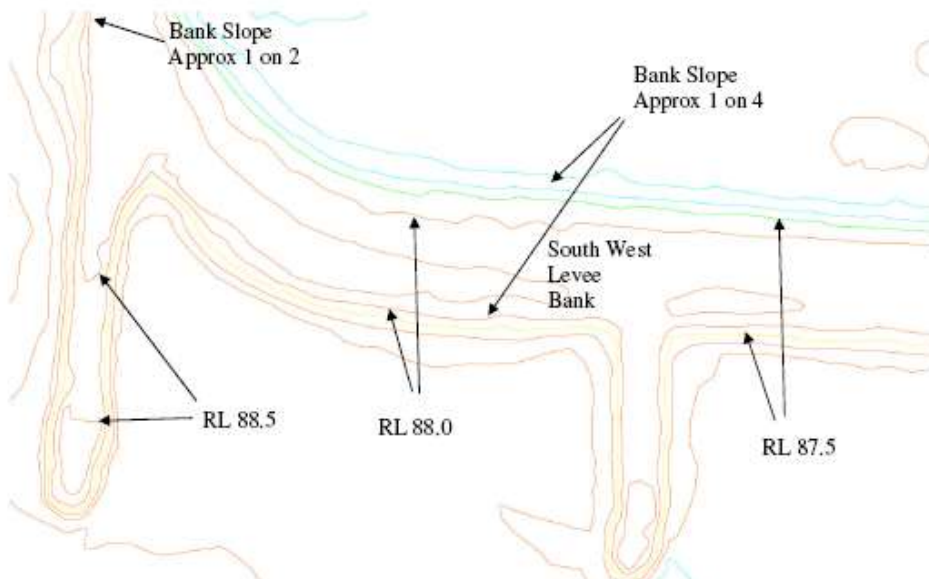 Bank Slope
Approx 1 on 2
Bank Slope
Approx 1 on 4
South West
Levee
Bank
RL 88.5
RL 88.0
RL 87.5